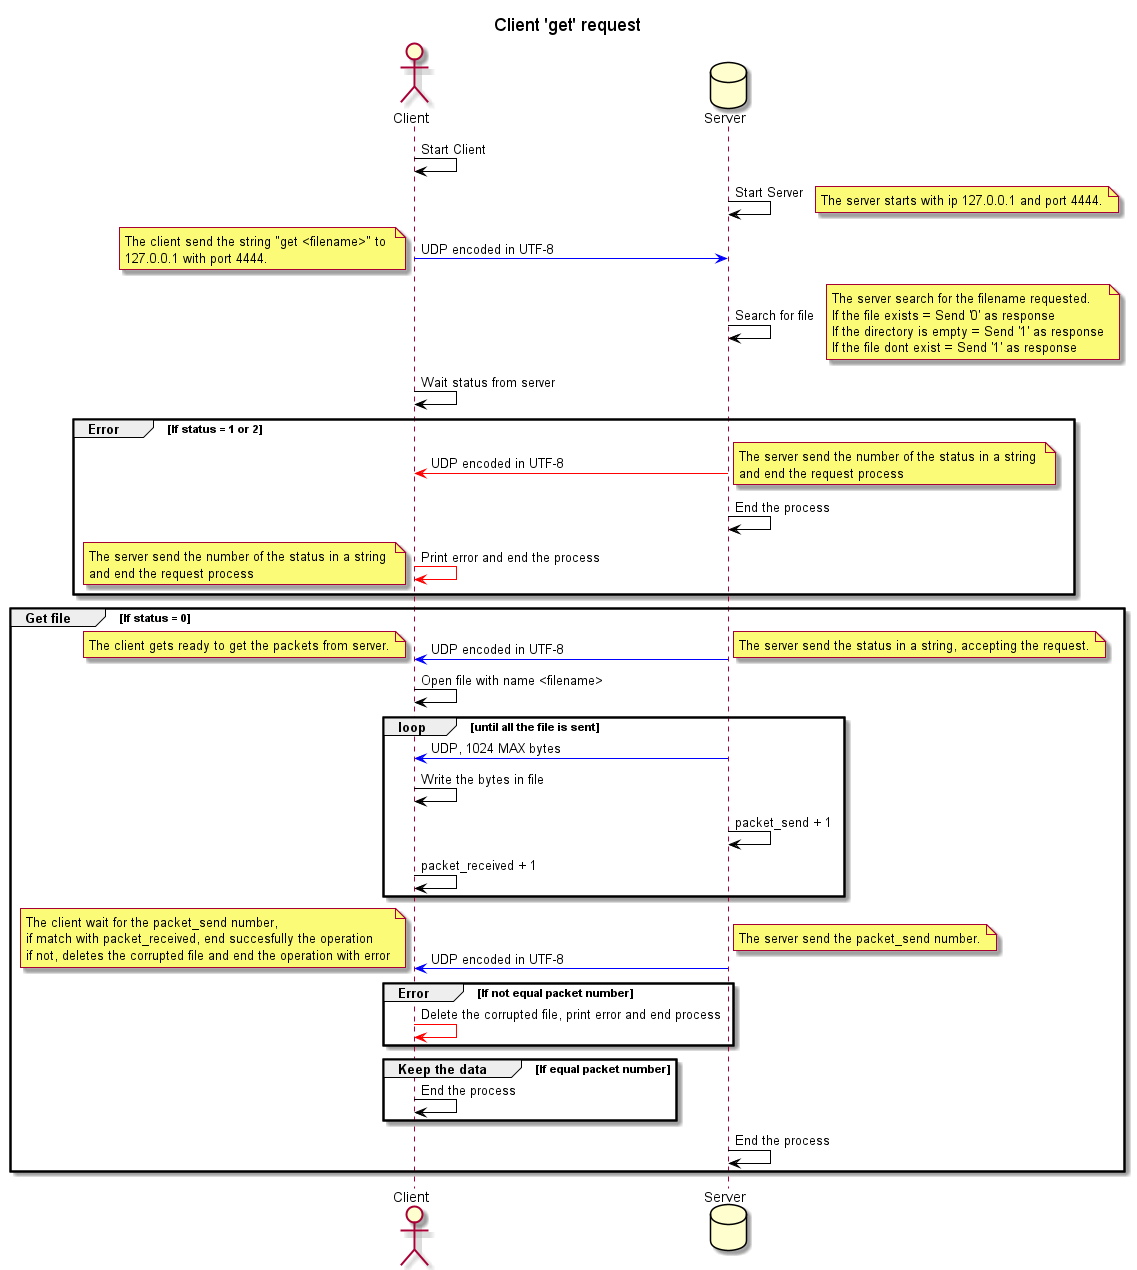 Client 'get' request
Client
Server
Start Client
Start Server
The server starts with ip 127.0.0.1 and port 4444.
The client send the string "get <filename>" to
127.0.0.1 with port 4444.
UDP encoded in UTF-8
Search for file
The server search for the filename requested.
If the file exists = Send '0' as response
If the directory is empty = Send '1' as response
If the file dont exist = Send '1' as response
Wait status from server
Error
[If status = 1 or 2]
UDP encoded in UTF-8
The server send the number of the status in a string
and end the request process
End the process
The server send the number of the status in a string
and end the request process
Print error and end the process
Get file
[If status = 0]
The client gets ready to get the packets from server.
UDP encoded in UTF-8
The server send the status in a string, accepting the request.
Open file with name <filename>
loop
[until all the file is sent]
UDP, 1024 MAX bytes
Write the bytes in file
packet_send + 1
packet_received + 1
The client wait for the packet_send number,
if match with packet_received, end succesfully the operation
if not, deletes the corrupted file and end the operation with error
UDP encoded in UTF-8
The server send the packet_send number.
Error
[If not equal packet number]
Delete the corrupted file, print error and end process
Keep the data
[If equal packet number]
End the process
End the process
Client
Server